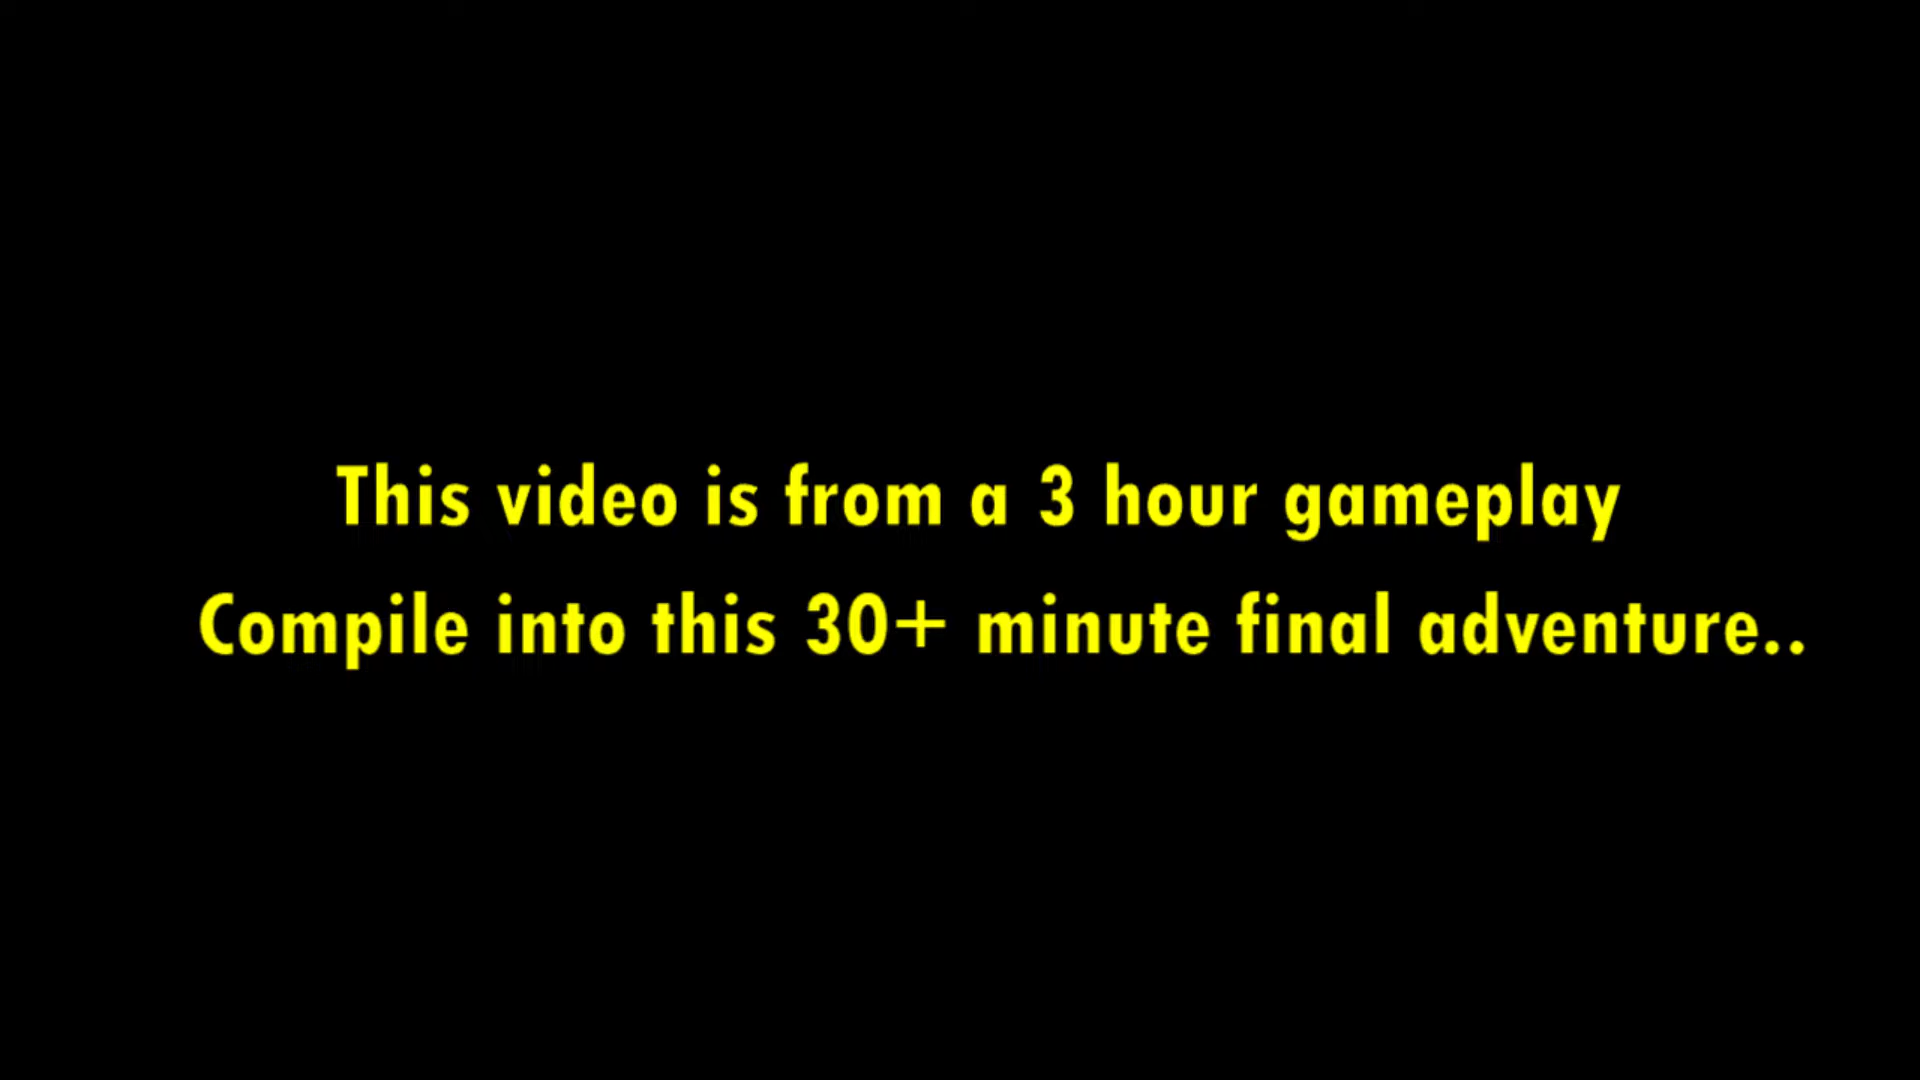 This video is from a 3 hour gameplay
Compile into this 30+ minute final adventure..